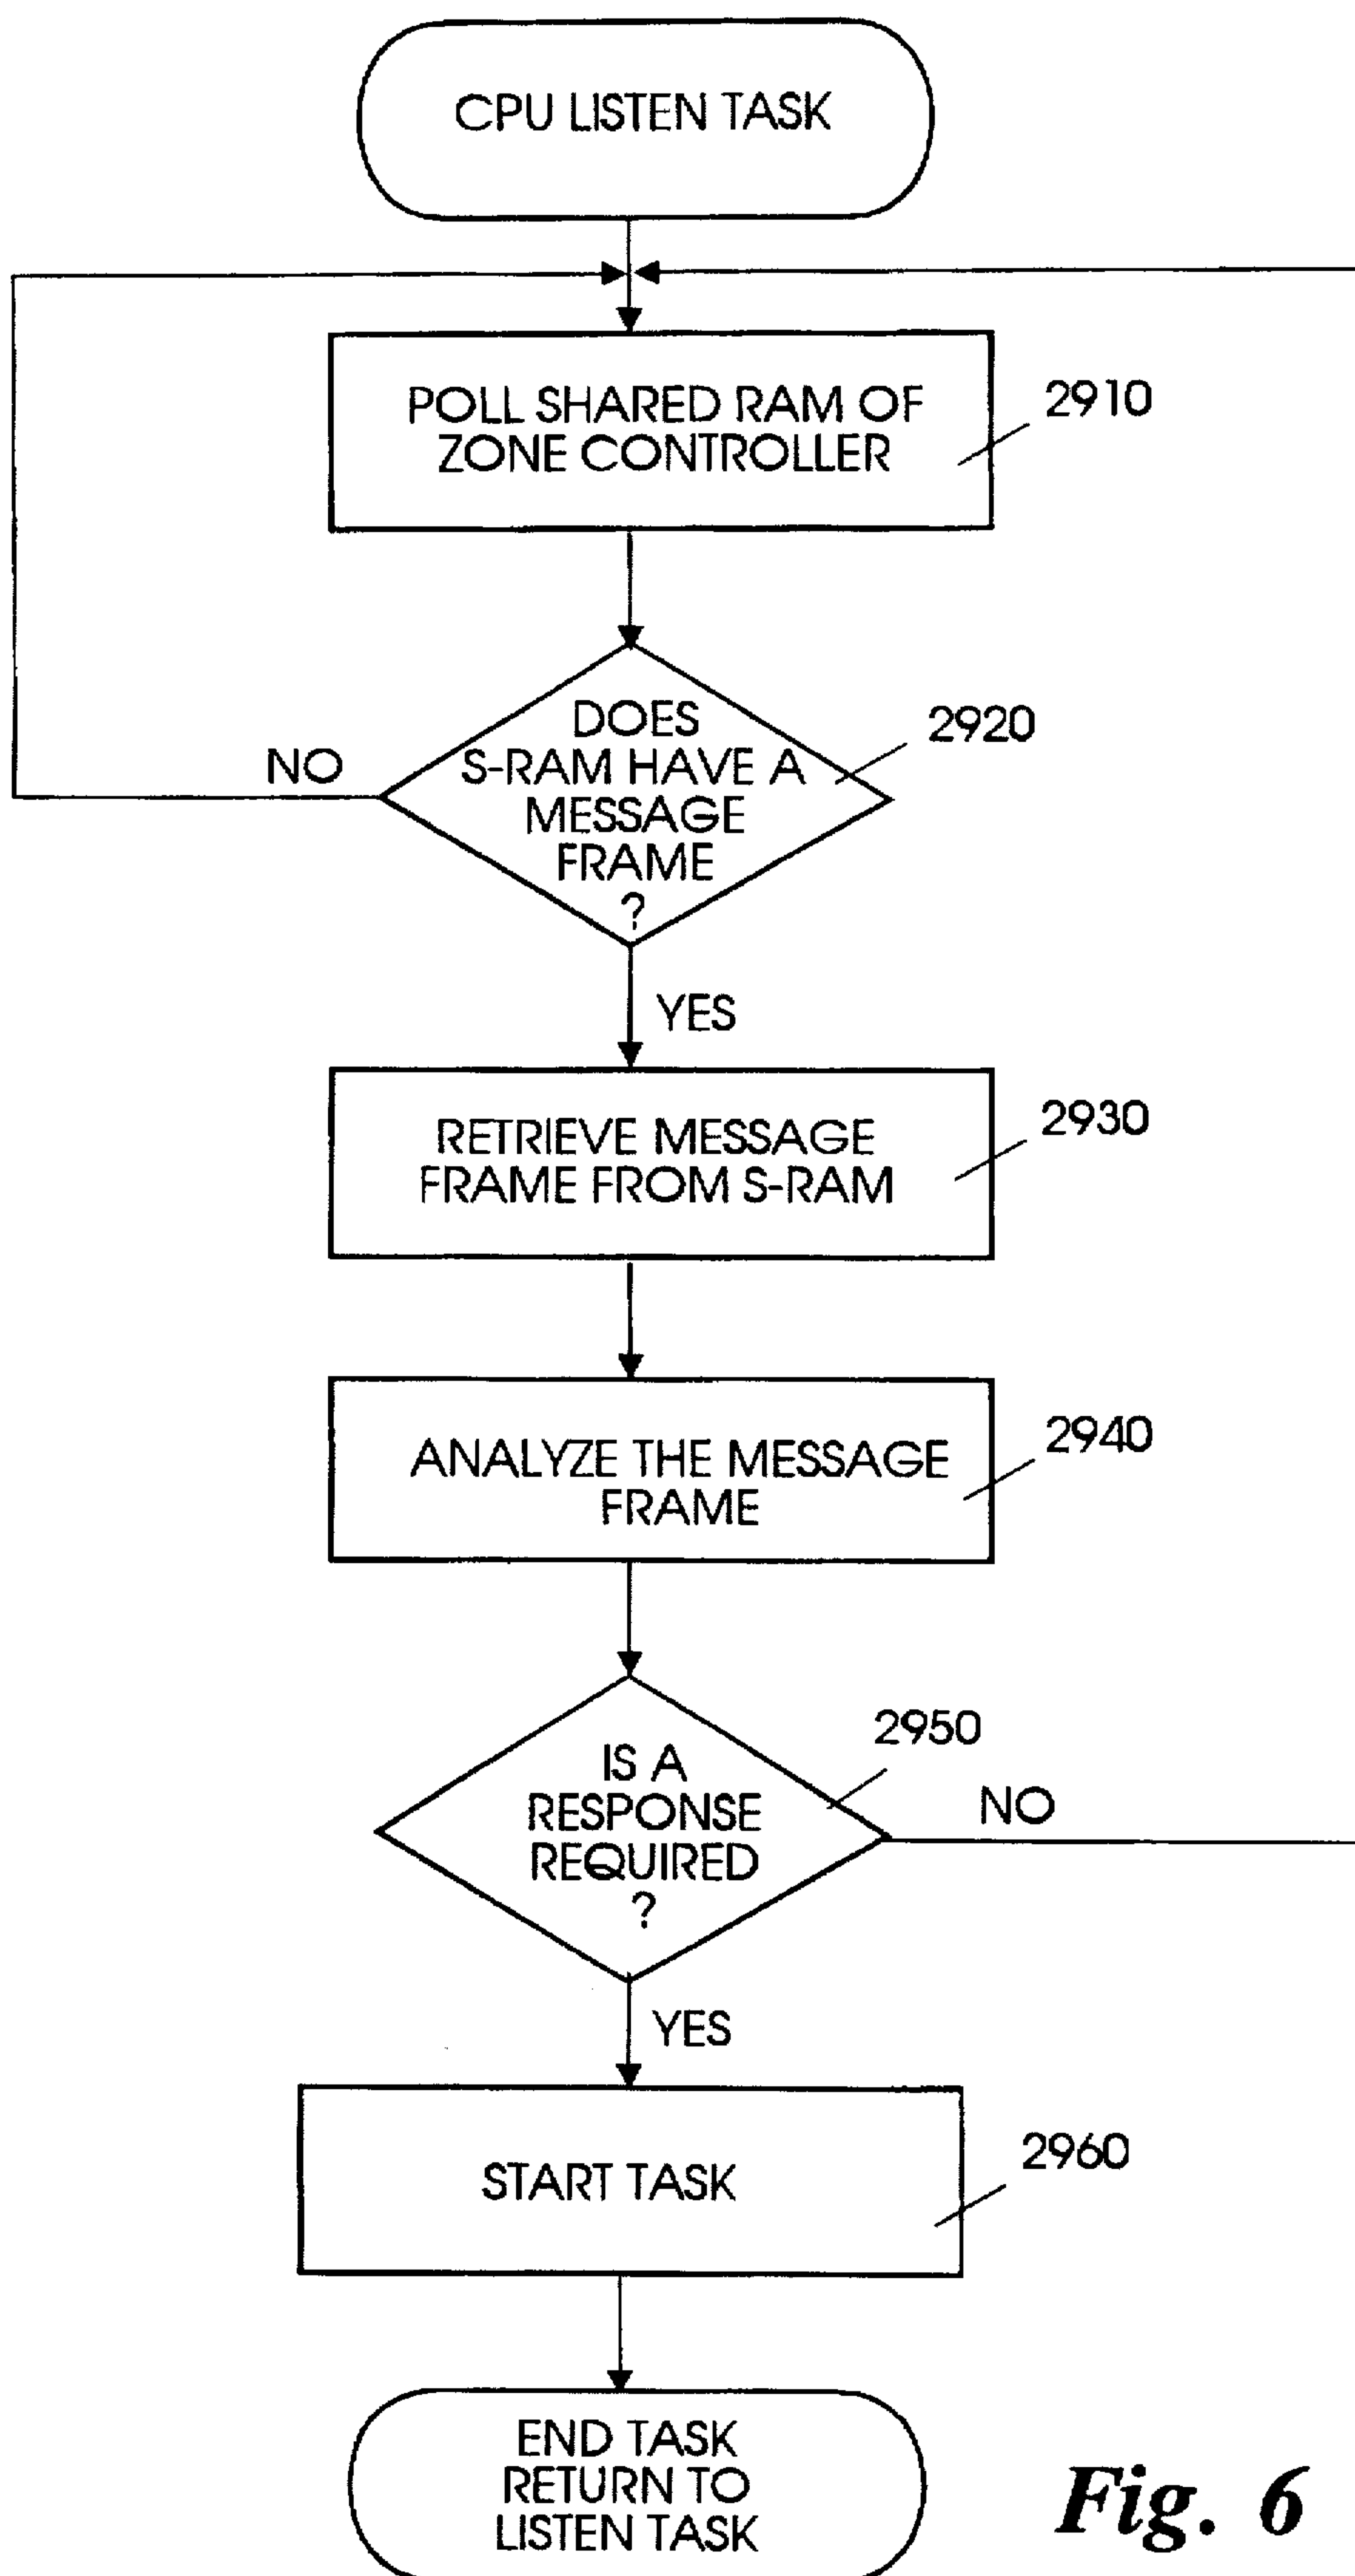 CPU LISTEN TASK
POLL SHARED RAM OF
ZONE CONTROLLER
2910
DOES
S-RAM HAVE A
MESSAGE
FRAME
?
2920
NO
YES
RETRIEVE MESSAGE
FRAME FROM S-RAM
2930
ANALYZE THE MESSAGE
FRAME
2940
IS A
RESPONSE
REQUIRED
?
2950
NO
YES
START TASK
2960
END TASK
RETURN TO
LISTEN TASK
Fig. 6